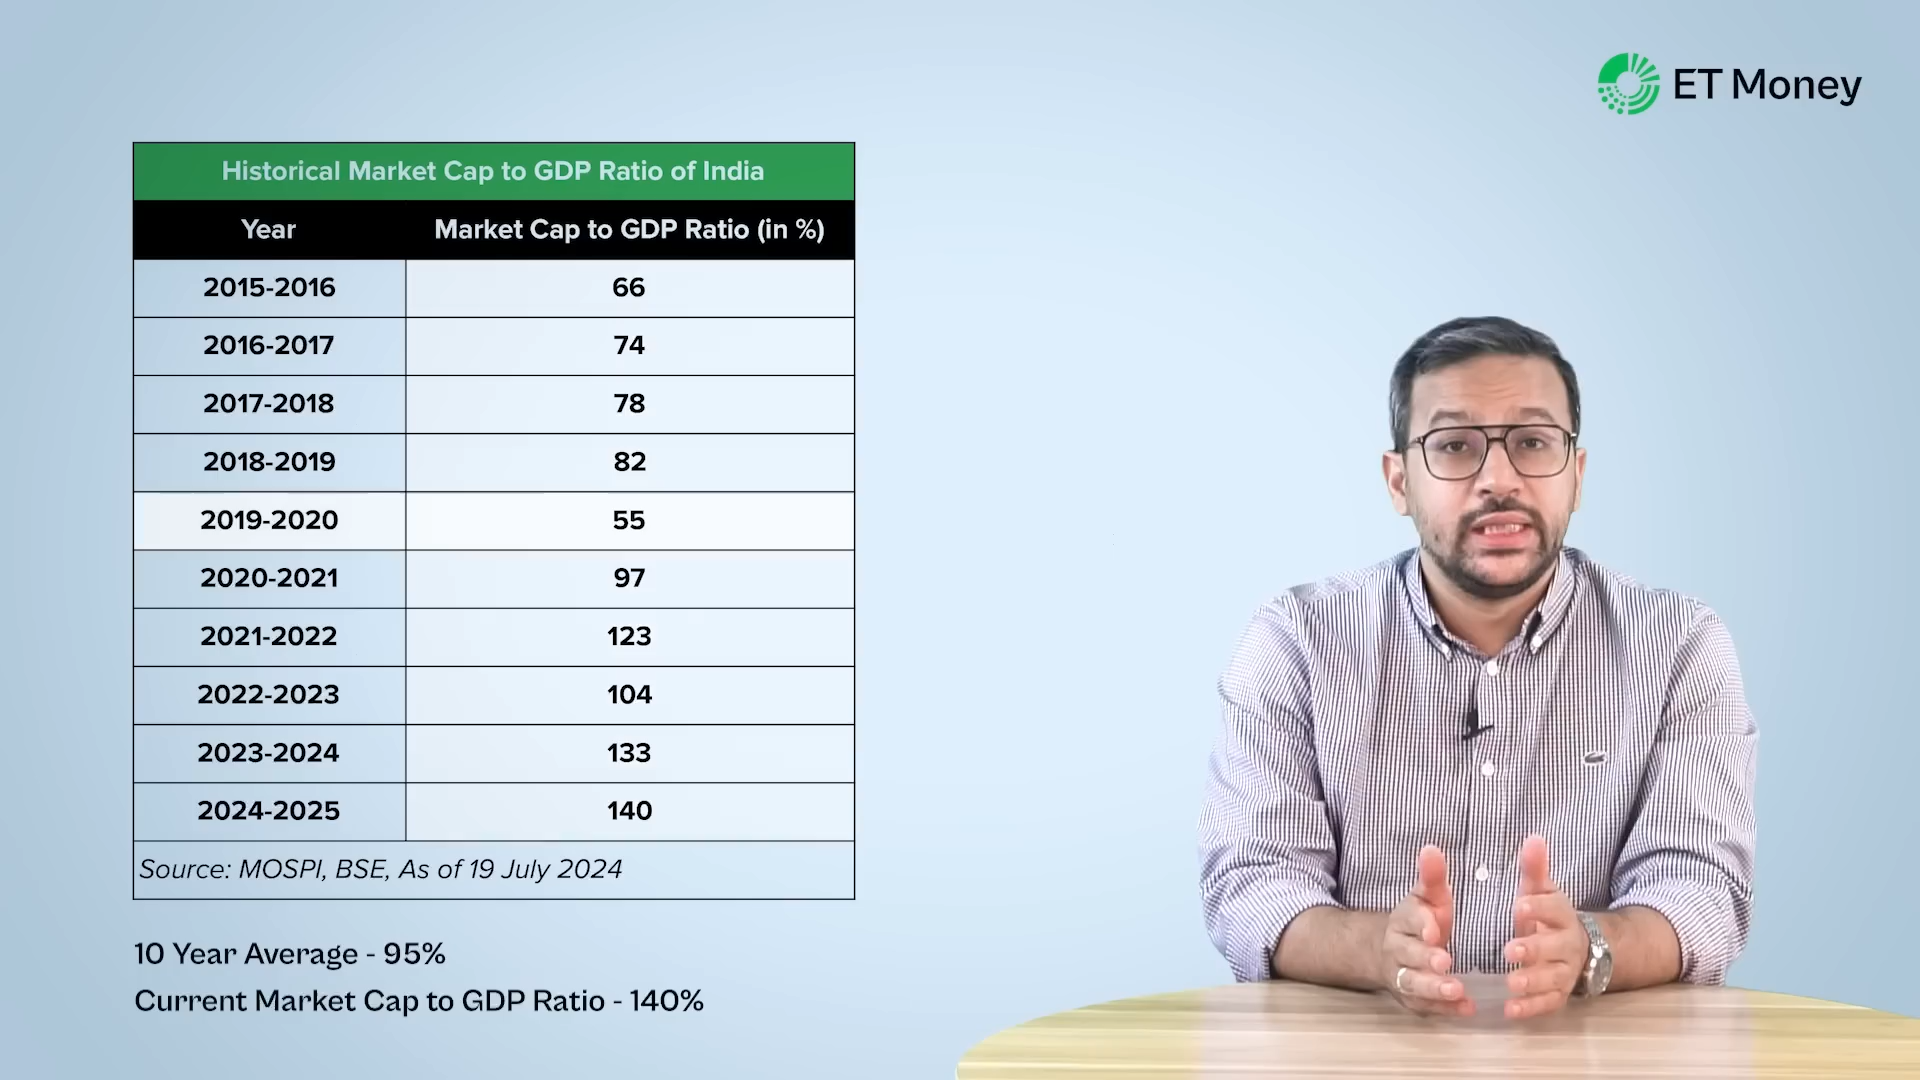 ET Money
Historical Market Cap to GDP Ratio of India
Year Market Cap to GDP Ratio (in %)
2015-2016 66
2016-2017 74
2017-2018 78
2018-2019 82
2019-2020 55
2020-2021 97
2021-2022 123
2022-2023 104
2023-2024 133
2024-2025 140
Source: MOSPI, BSE, As of 19 July 2024
10 Year Average - 95%
Current Market Cap to GDP Ratio - 140%